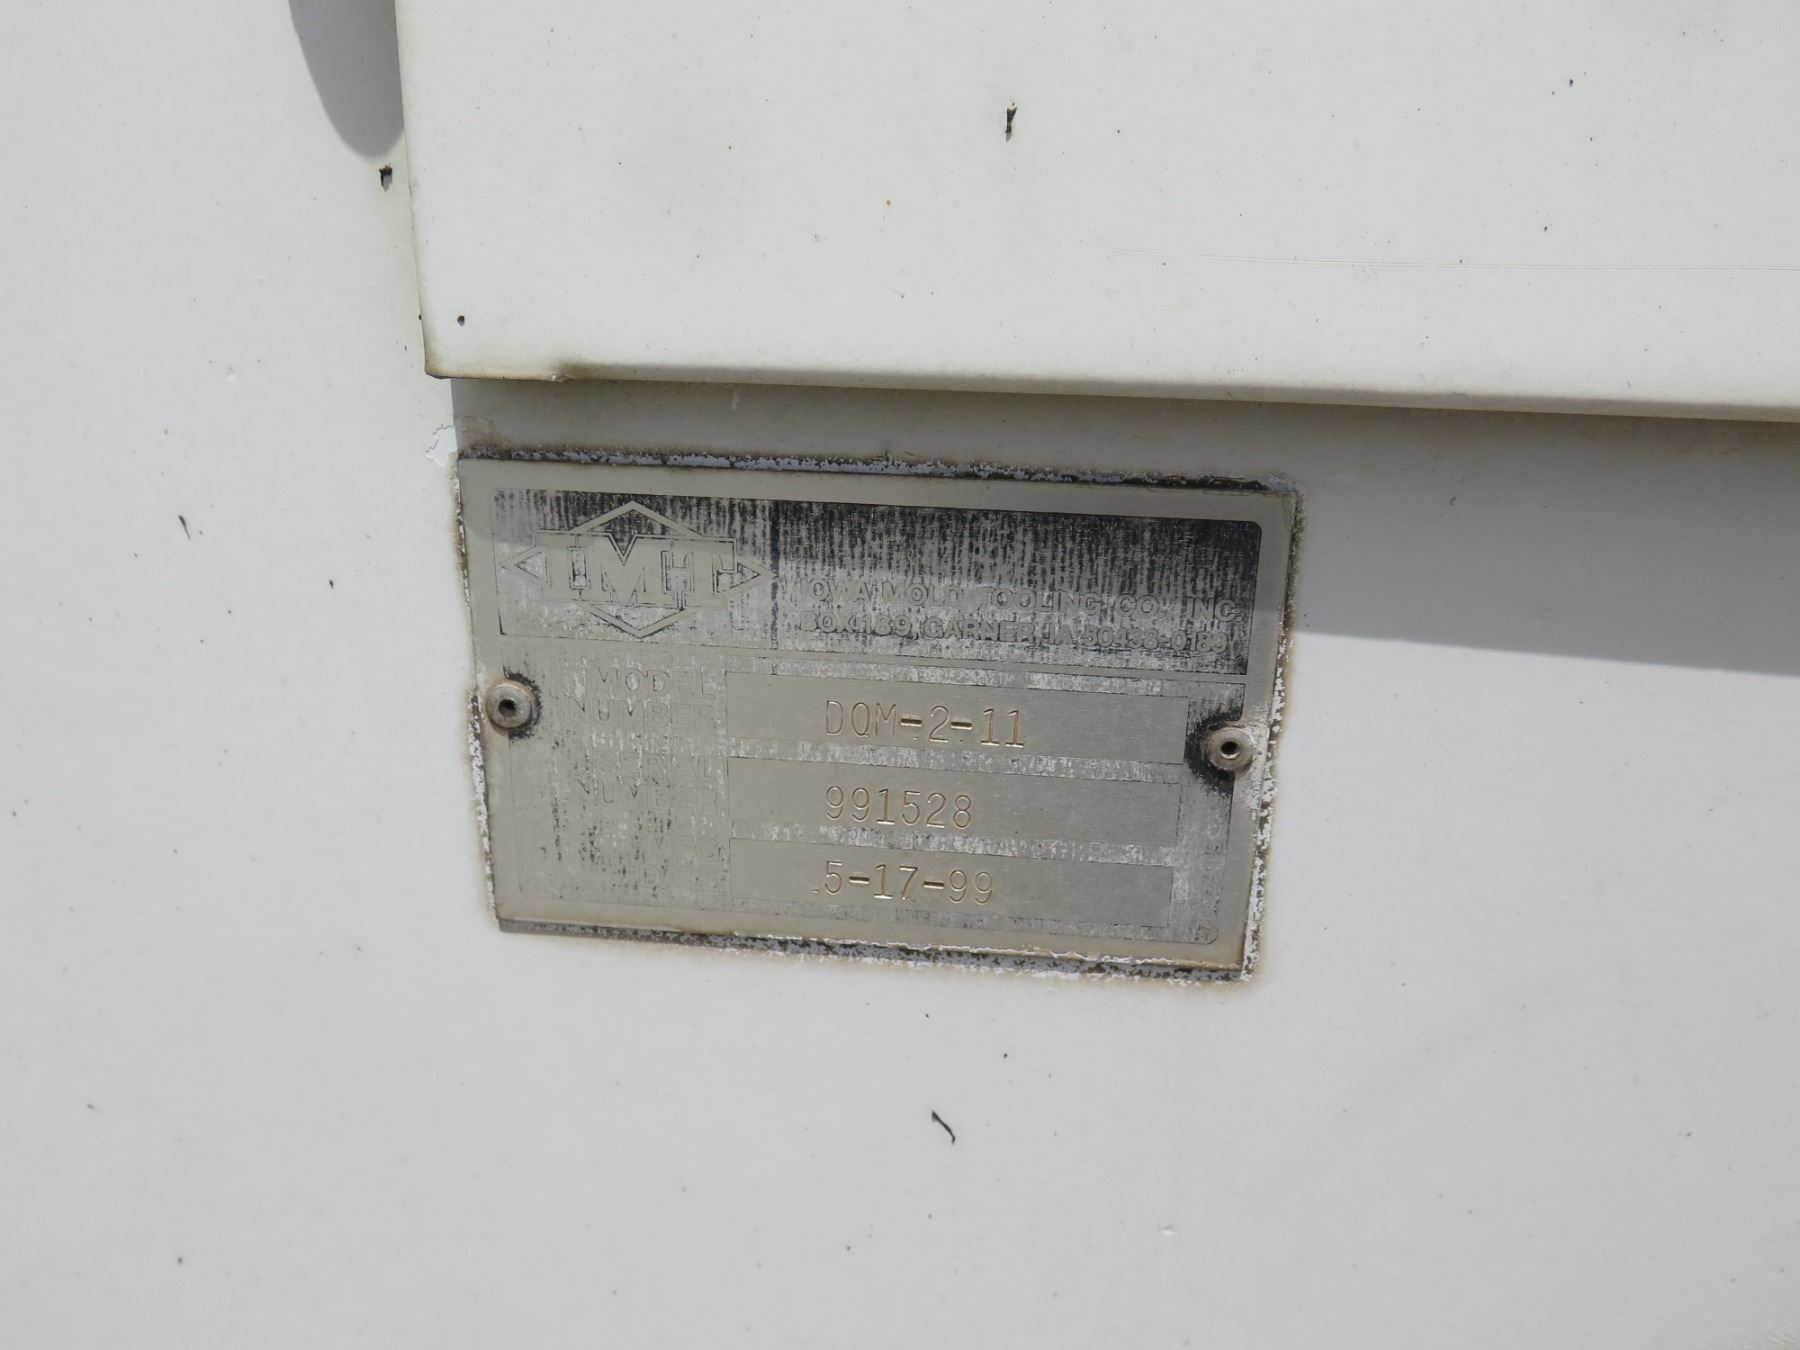 IMT
IOWA MOLD TOOLING CO., INC.
BOX 189, GARNER, IA 50438-0189
MODEL
NUMBER
DQM-2-11
SERIAL
NUMBER
991528
MFG
DATE
5-17-99